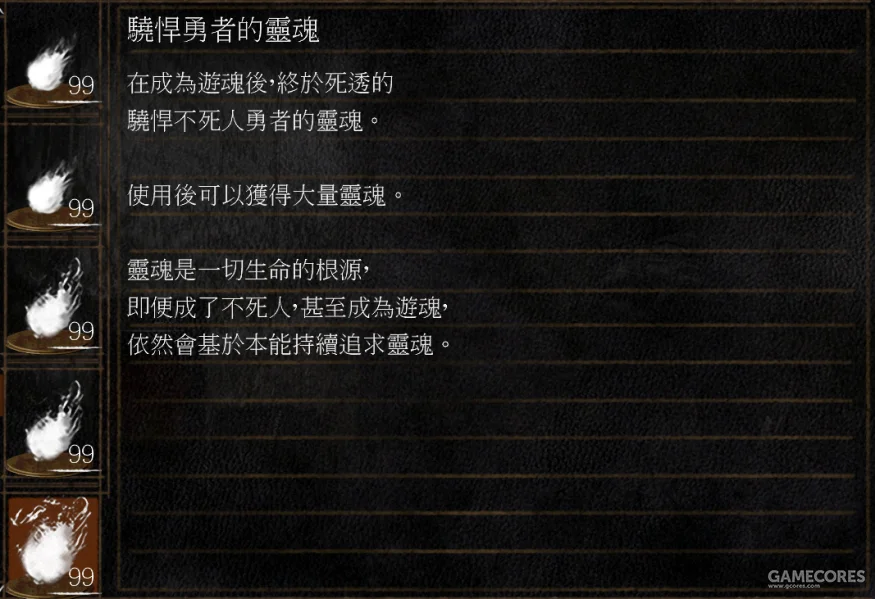 驍悍勇者的靈魂
在成為遊魂後,終於死透的
驍悍不死人勇者的靈魂。
使用後可以獲得大量靈魂。
靈魂是一切生命的根源,
即便成了不死人,甚至成為遊魂,
依然會基於本能持續追求靈魂。
99
99
99
99
99
GAMECORES
www.gcores.com